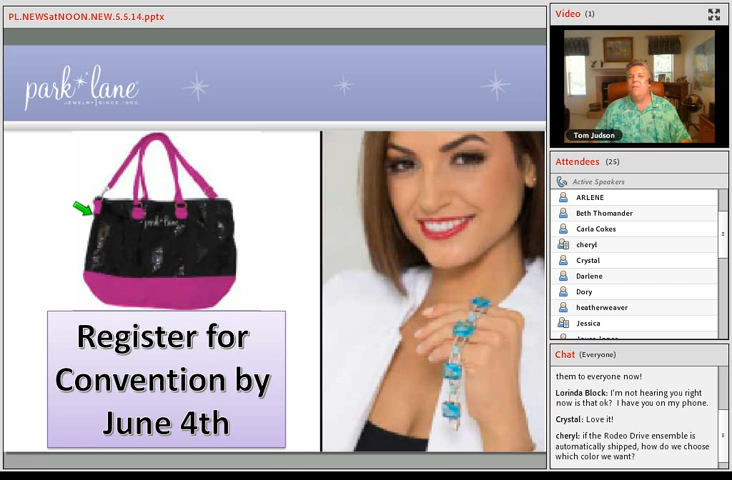 PL.NEWSatNOON.NEW.5.5.14.pptx
park lane
JEWELRY | SINCE 1955
park lane
Register for
Convention by
June 4th
Video (1)
Tom Judson
Attendees (25)
Active Speakers
ARLENE
Beth Thomander
Carla Cokes
cheryl
Crystal
Darlene
Dory
heatherweaver
Jessica
Chat (Everyone)
them to everyone now!
Lorinda Block: I'm not hearing you right
now is that ok? I have you on my phone.
Crystal: Love it!
cheryl: if the Rodeo Drive ensemble is
automatically shipped, how do we choose
which color we want?